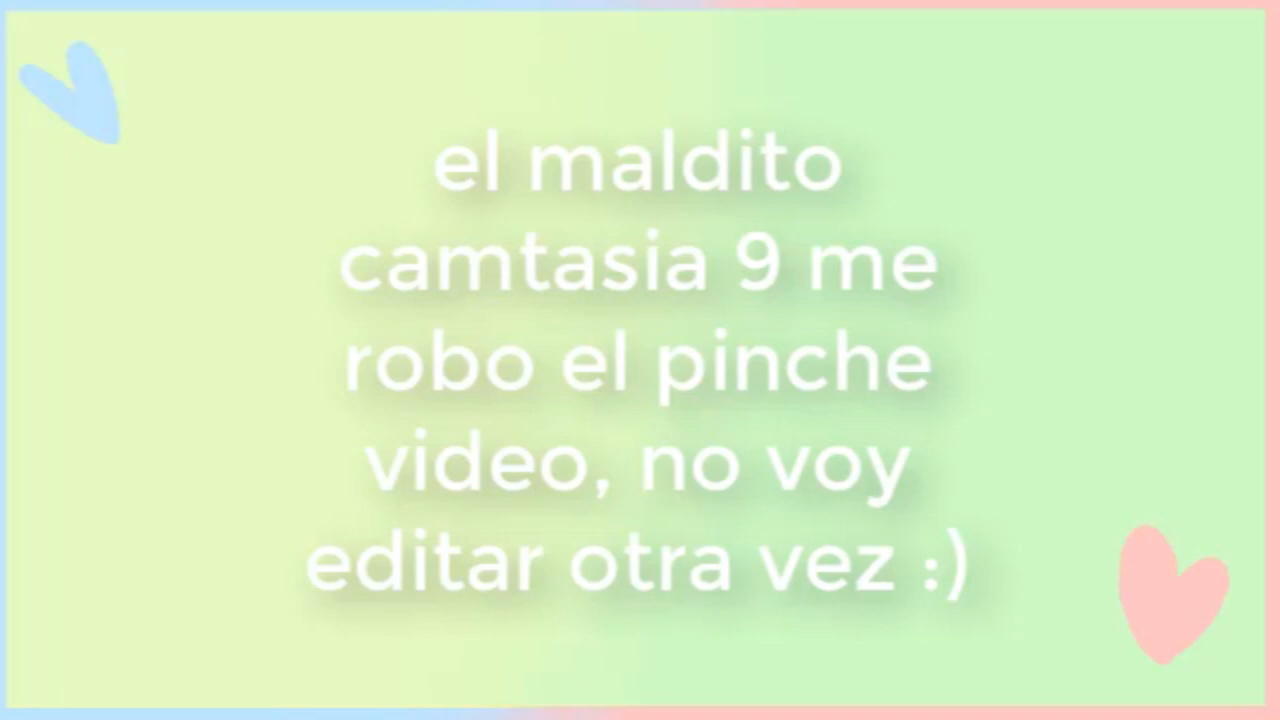 el maldito
camtasia 9 me
robo el pinche
video, no voy
editar otra vez :)